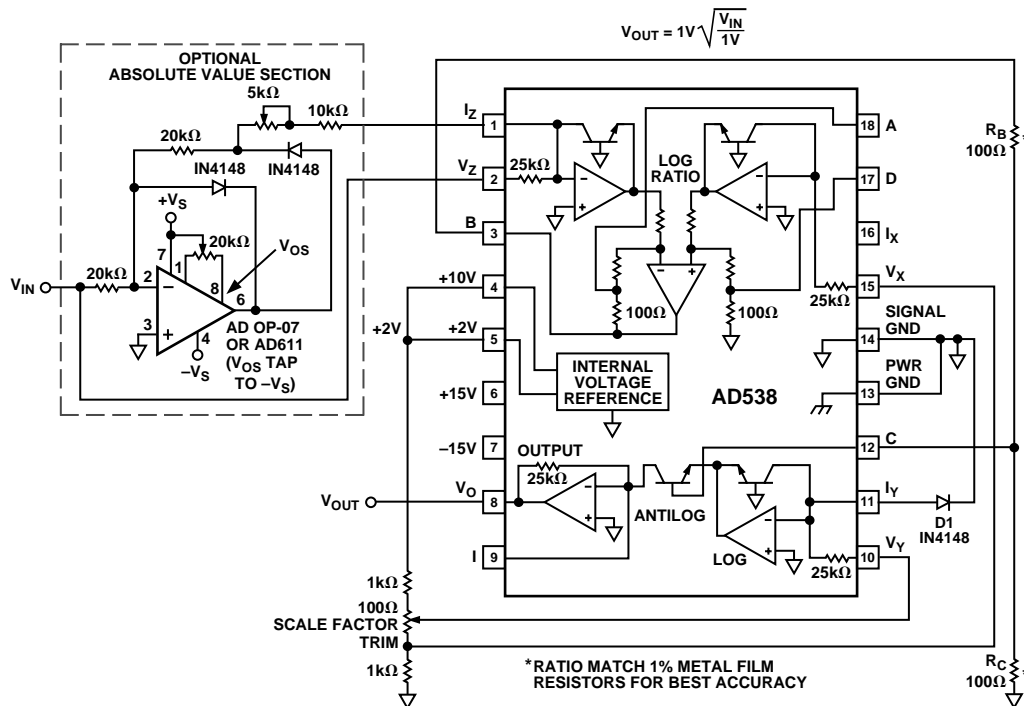 V_OUT = 1V √(V_IN / 1V)
OPTIONAL
ABSOLUTE VALUE SECTION
5kΩ
10kΩ
20kΩ
IN4148
IN4148
+V_S
20kΩ
V_OS
7
1
8
V_IN
20kΩ
2
6
3
4
AD OP-07
OR AD611
(V_OS TAP
TO –V_S)
–V_S
I_Z
1
V_Z
2
25kΩ
B
3
+10V
4
+2V
+2V
5
+15V
6
–15V
7
V_OUT
V_O
8
I
9
LOG
RATIO
100Ω
100Ω
INTERNAL
VOLTAGE
REFERENCE
AD538
OUTPUT
25kΩ
ANTILOG
LOG
25kΩ
25kΩ
18
A
17
D
16
I_X
15
V_X
SIGNAL
GND
14
PWR
GND
13
12
C
11
I_Y
10
V_Y
D1
IN4148
R_B
100Ω
*
R_C
100Ω
*
1kΩ
100Ω
SCALE FACTOR
TRIM
1kΩ
*RATIO MATCH 1% METAL FILM
RESISTORS FOR BEST ACCURACY